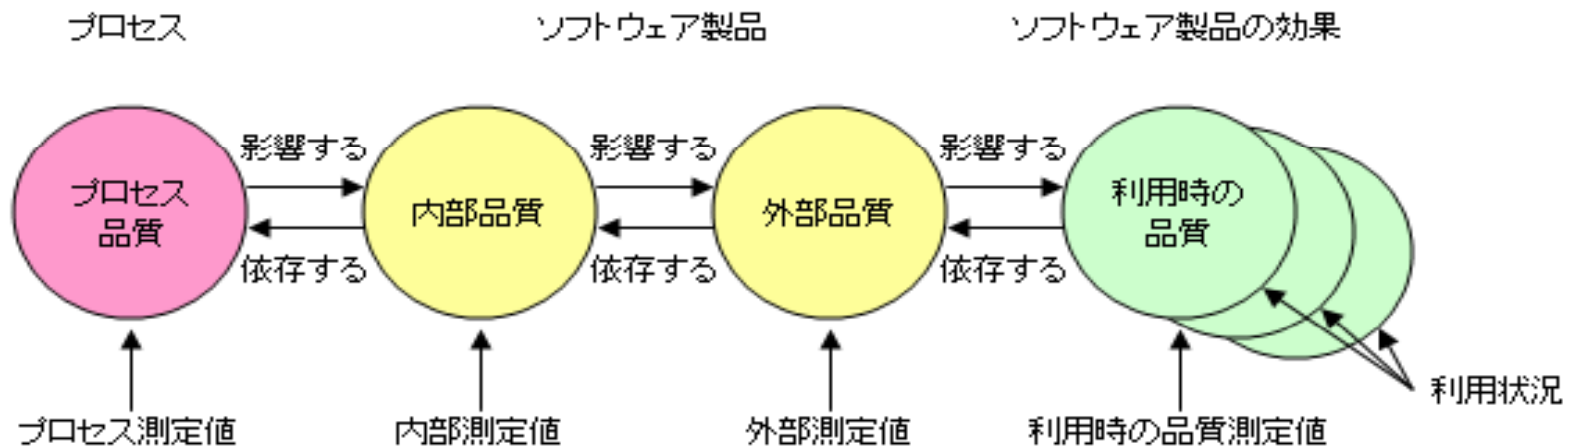 プロセス
ソフトウェア製品
ソフトウェア製品の効果
影響する
影響する
影響する
プロセス
品質
内部品質
外部品質
利用時の
品質
依存する
依存する
依存する
利用状況
プロセス測定値
内部測定値
外部測定値
利用時の品質測定値